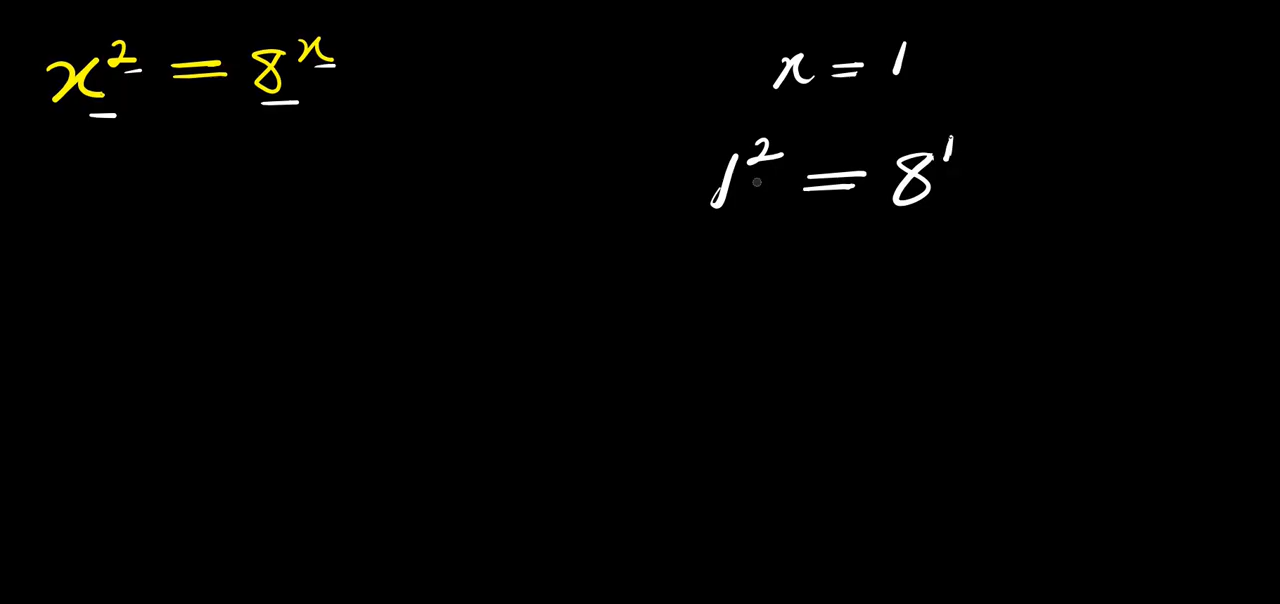 x² = 8ˣ
x = 1
1² = 8¹